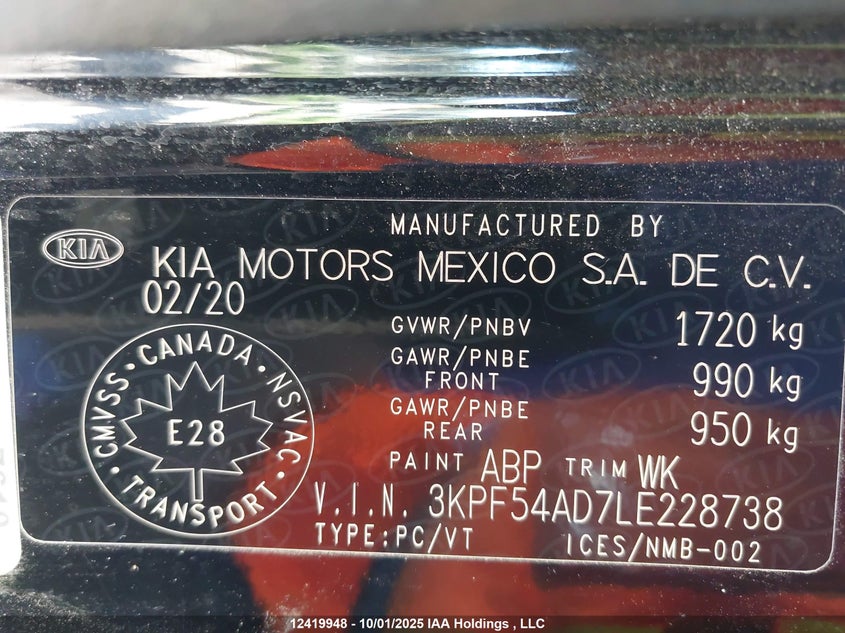 MANUFACTURED BY
KIA
KIA MOTORS MEXICO S.A. DE C.V.
02/20
GVWR/PNBV 1720 kg
GAWR/PNBE FRONT 990 kg
GAWR/PNBE REAR 950 kg
CMVSS · CANADA · NSVAC · TRANSPORT ·
E28
PAINT ABP TRIM WK
V.I.N. 3KPF54AD7LE228738
TYPE:PC/VT ICES/NMB-002
12419948 - 10/01/2025 IAA Holdings , LLC